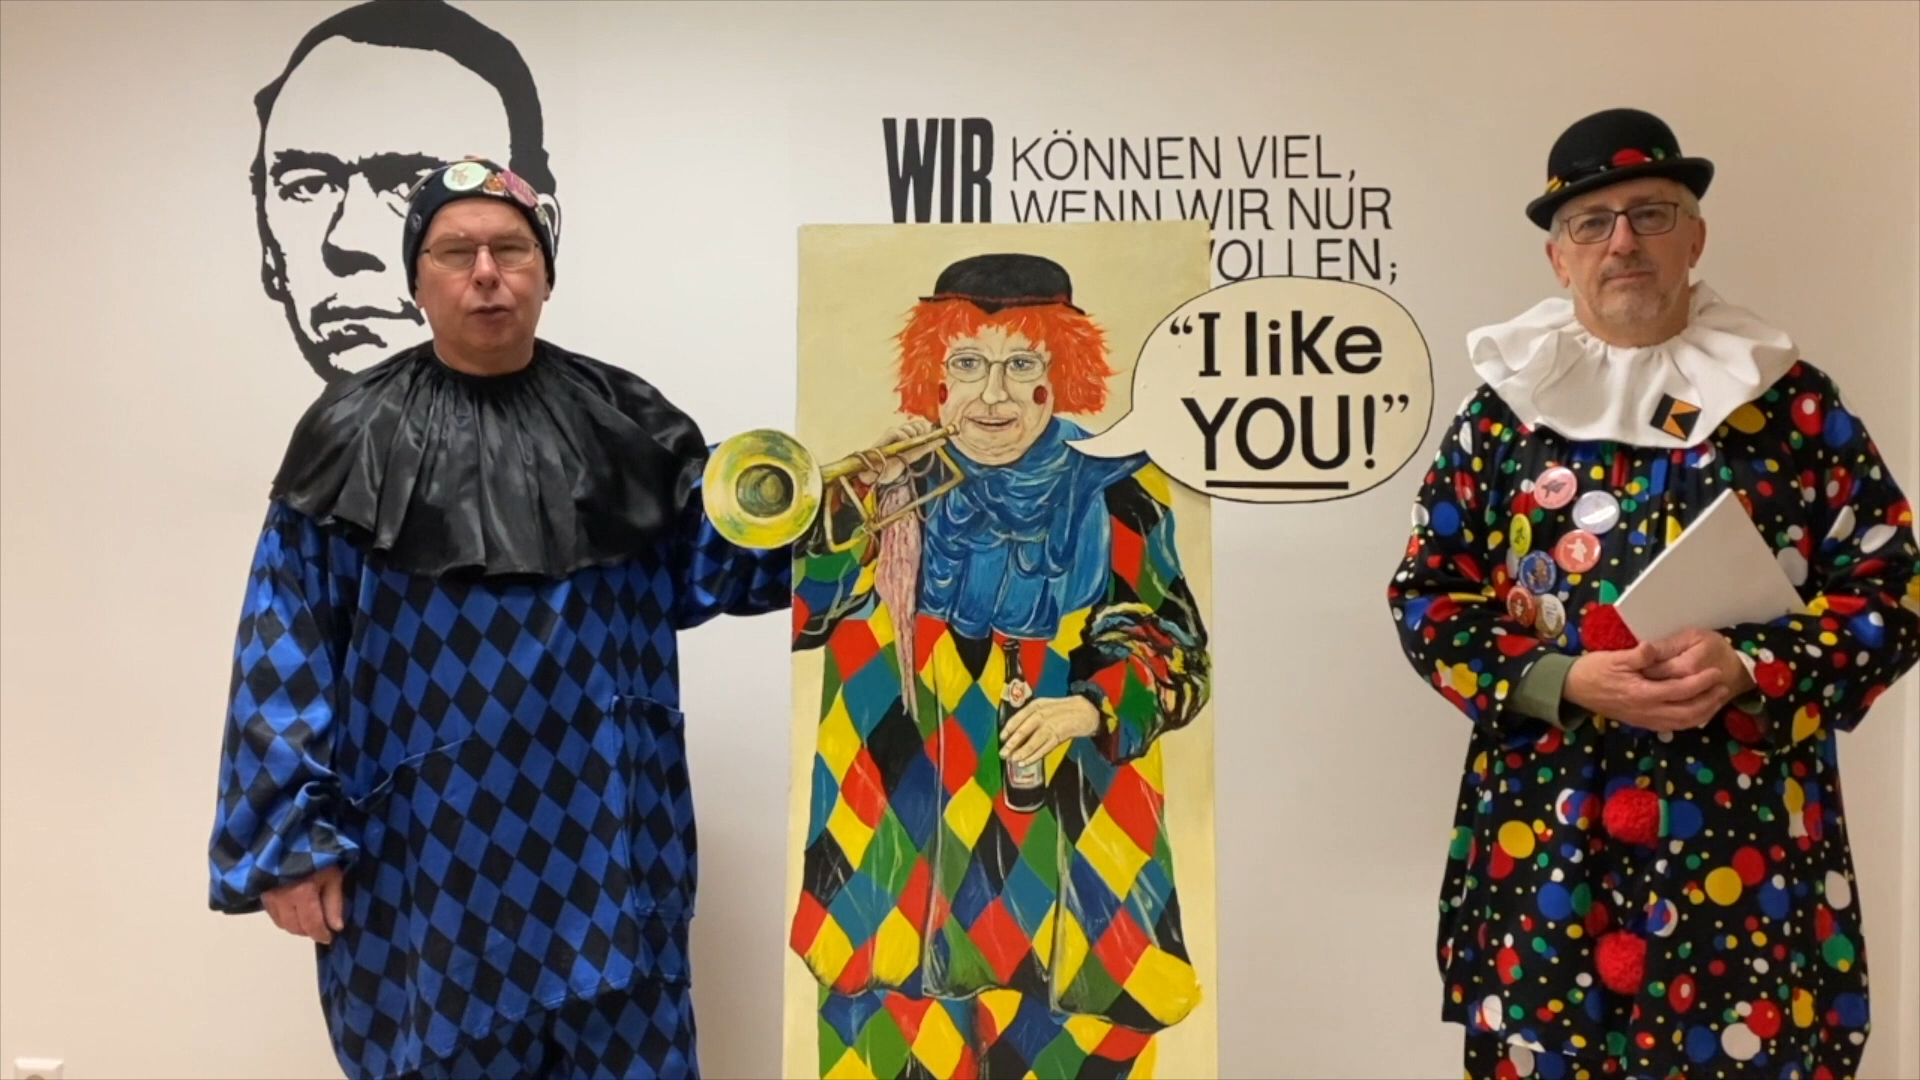 WIR KÖNNEN VIEL,
WENN WIR NUR
WOLLEN;
"I like
YOU!"